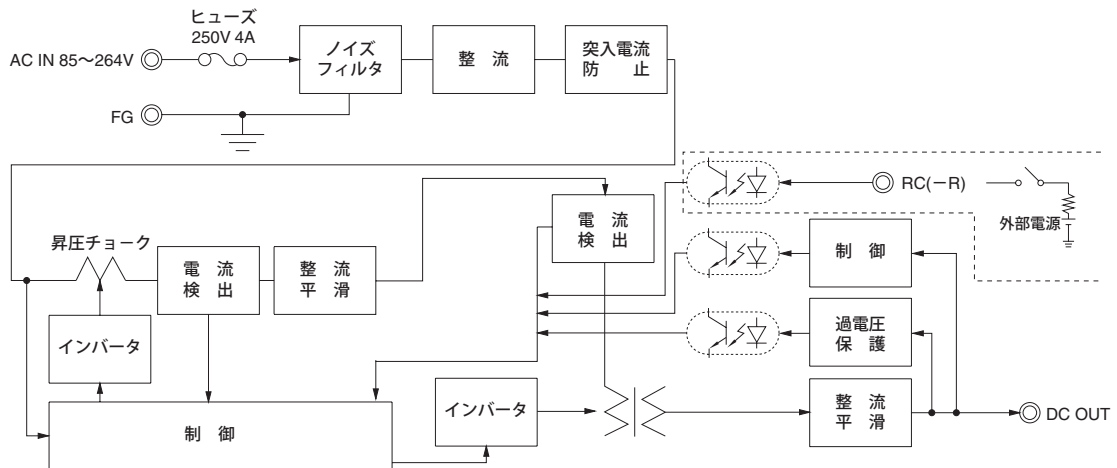 ヒューズ
250V 4A
AC IN 85～264V
ノイズ
フィルタ
整 流
突入電流
防 止
FG
RC(－R)
外部電源
電 流
検 出
昇圧チョーク
電 流
検 出
整 流
平 滑
制 御
過電圧
保 護
インバータ
インバータ
整 流
平 滑
DC OUT
制 御